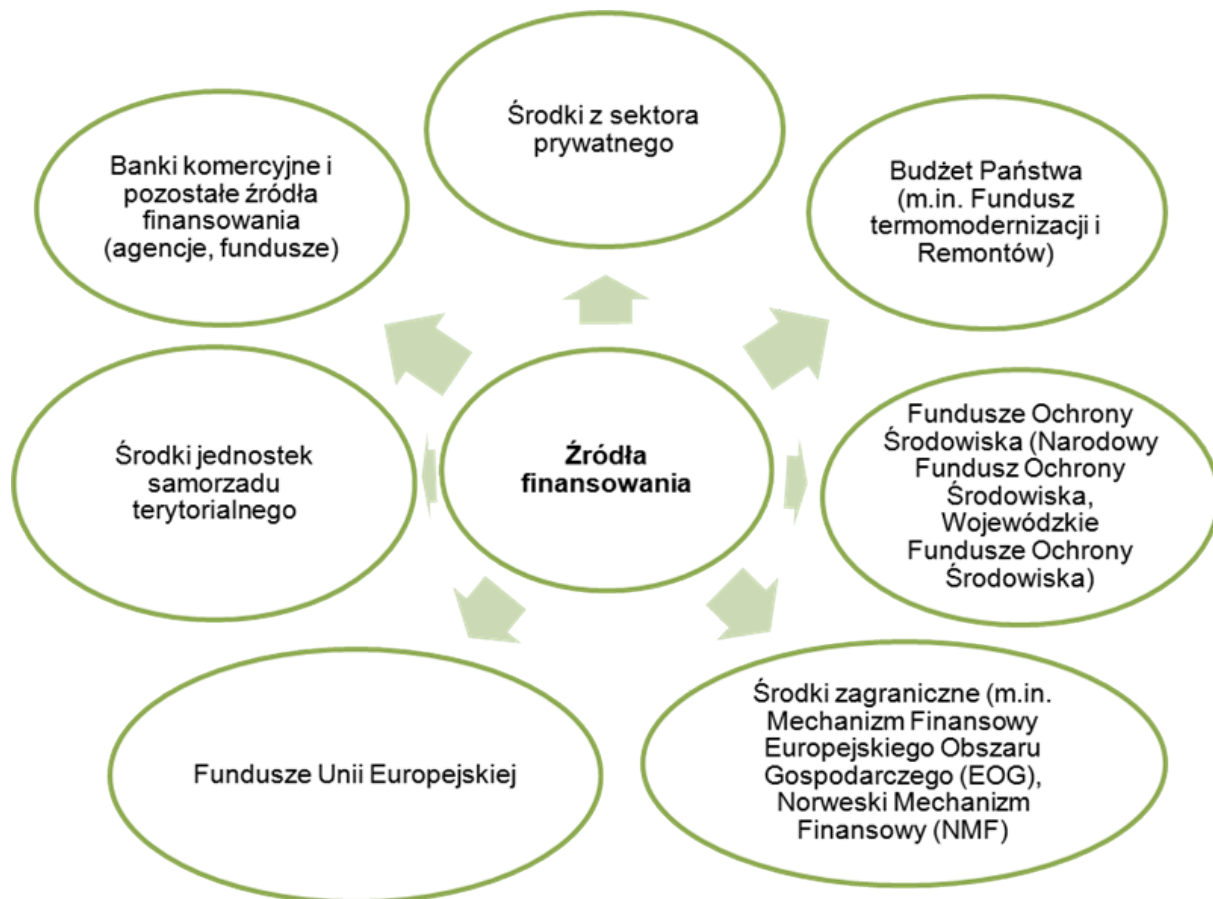 Środki z sektora
prywatnego
Banki komercyjne i
pozostałe źródła
finansowania
(agencje, fundusze)
Budżet Państwa
(m.in. Fundusz
termomodernizacji i
Remontów)
Środki jednostek
samorzadu
terytorialnego
Źródła
finansowania
Fundusze Ochrony
Środowiska (Narodowy
Fundusz Ochrony
Środowiska,
Wojewódzkie
Fundusze Ochrony
Środowiska)
Fundusze Unii Europejskiej
Środki zagraniczne (m.in.
Mechanizm Finansowy
Europejskiego Obszaru
Gospodarczego (EOG),
Norweski Mechanizm
Finansowy (NMF)